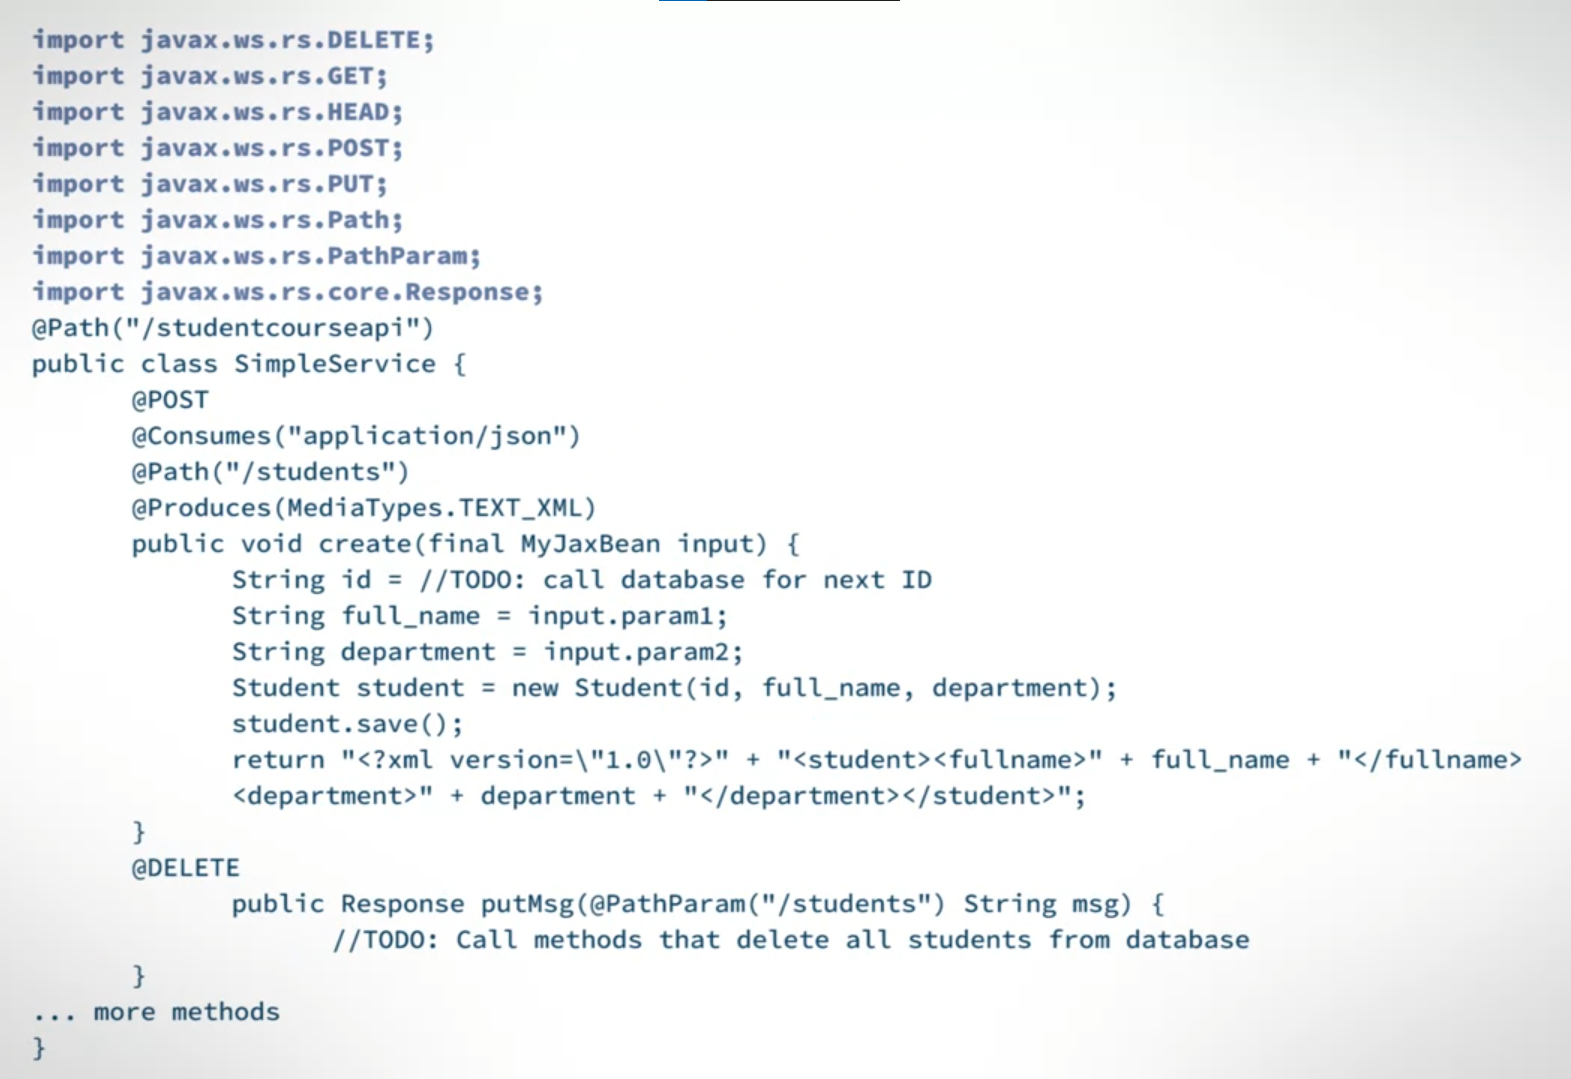 import javax.ws.rs.DELETE;
import javax.ws.rs.GET;
import javax.ws.rs.HEAD;
import javax.ws.rs.POST;
import javax.ws.rs.PUT;
import javax.ws.rs.Path;
import javax.ws.rs.PathParam;
import javax.ws.rs.core.Response;
@Path("/studentcourseapi")
public class SimpleService {
@POST
@Consumes("application/json")
@Path("/students")
@Produces(MediaTypes.TEXT_XML)
public void create(final MyJaxBean input) {
String id = //TODO: call database for next ID
String full_name = input.param1;
String department = input.param2;
Student student = new Student(id, full_name, department);
student.save();
return "<?xml version=\"1.0\"?>" + "<student><fullname>" + full_name + "</fullname>
<department>" + department + "</department></student>";
}
@DELETE
public Response putMsg(@PathParam("/students") String msg) {
//TODO: Call methods that delete all students from database
}
... more methods
}